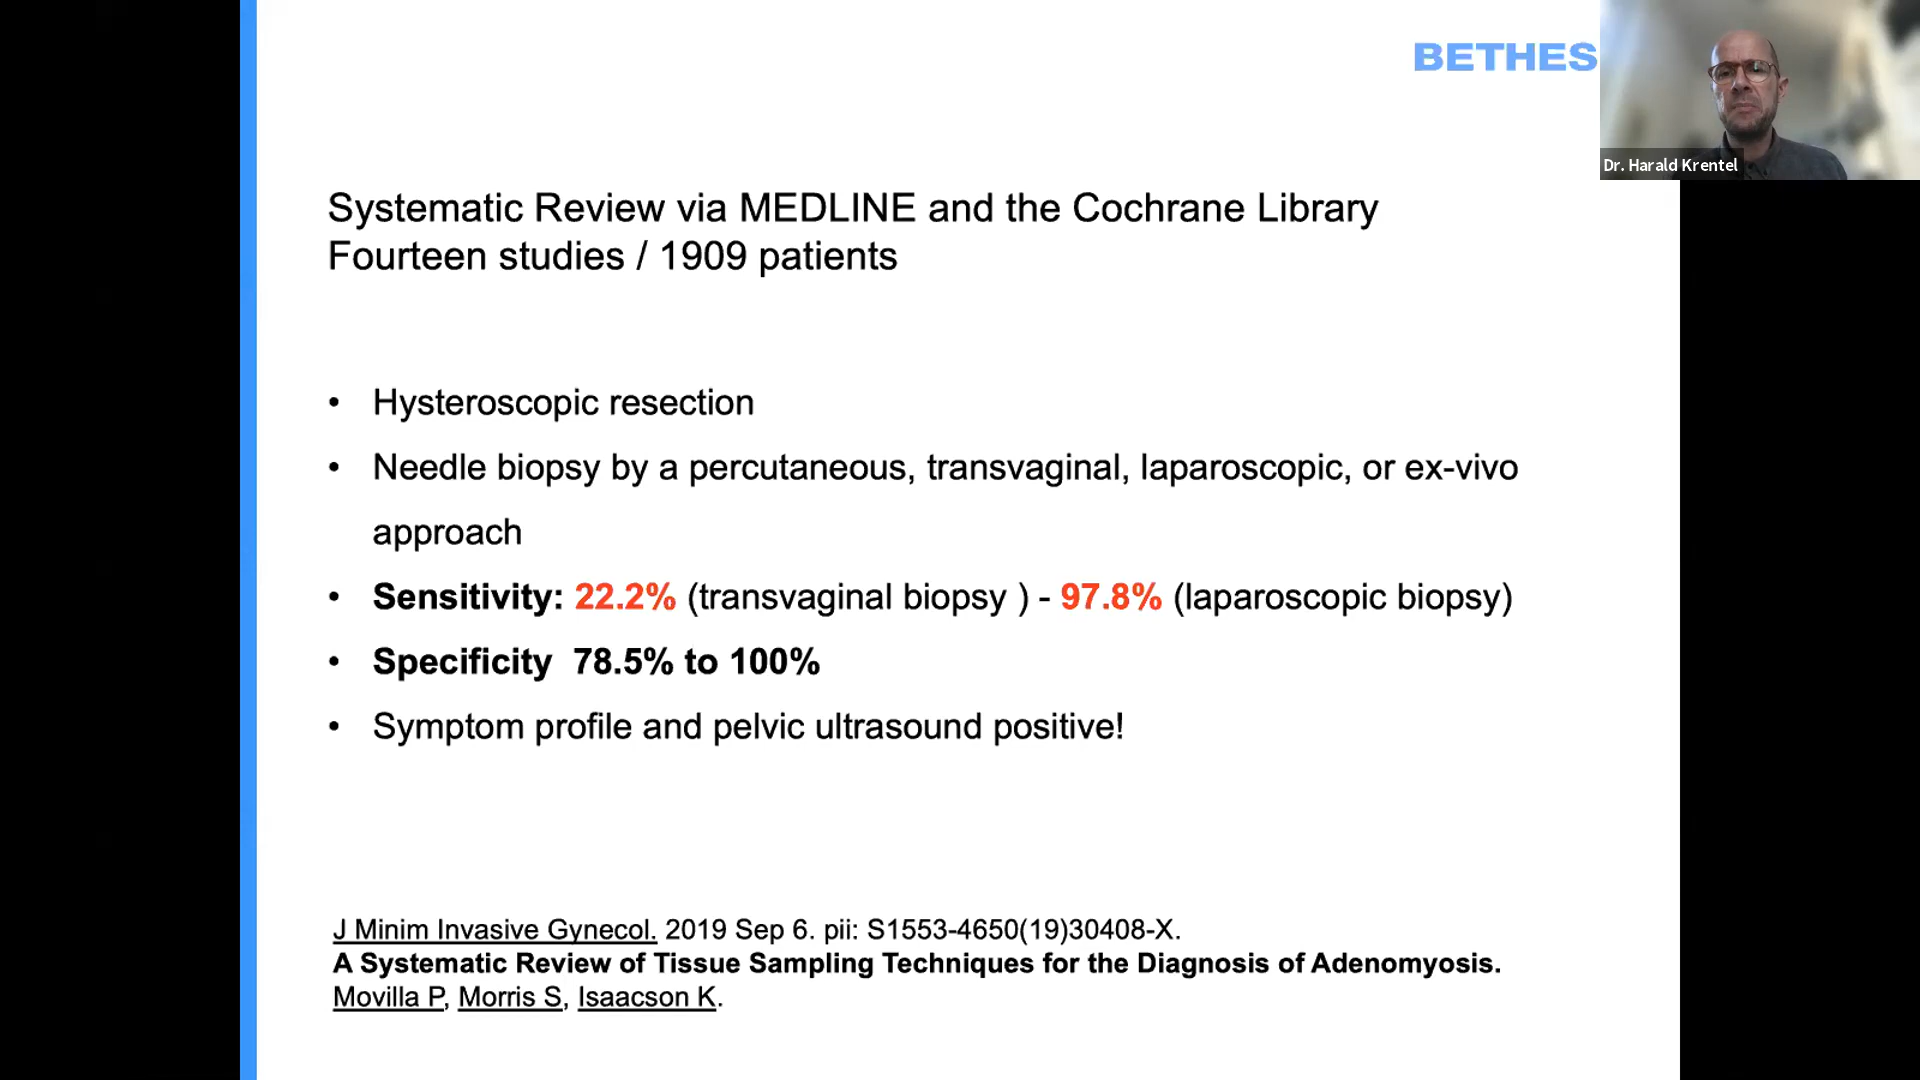 BETHES
Dr. Harald Krentel
Systematic Review via MEDLINE and the Cochrane Library
Fourteen studies / 1909 patients
• Hysteroscopic resection
• Needle biopsy by a percutaneous, transvaginal, laparoscopic, or ex-vivo
approach
• Sensitivity: 22.2% (transvaginal biopsy ) - 97.8% (laparoscopic biopsy)
• Specificity 78.5% to 100%
• Symptom profile and pelvic ultrasound positive!
J Minim Invasive Gynecol. 2019 Sep 6. pii: S1553-4650(19)30408-X.
A Systematic Review of Tissue Sampling Techniques for the Diagnosis of Adenomyosis.
Movilla P, Morris S, Isaacson K.